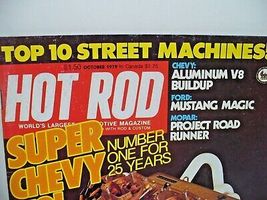 TOP 10 STREET MACHINES
$1.50 OCTOBER 1979 In Canada $1.75
HOT ROD
WORLD'S LARGEST AUTOMOTIVE MAGAZINE
WITH ROD & CUSTOM
CHEVY:
ALUMINUM V8
BUILDUP
FORD:
MUSTANG MAGIC
MOPAR:
PROJECT ROAD
RUNNER
SUPER
CHEVY
NUMBER
ONE FOR
25 YEARS